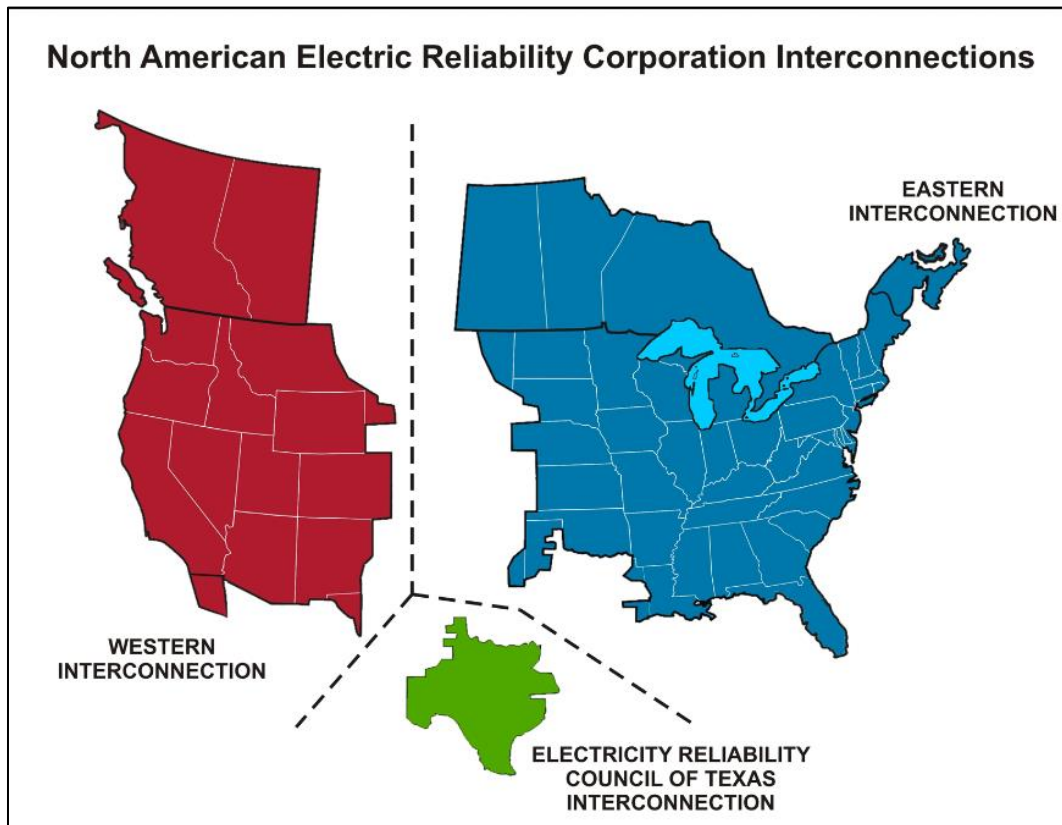 North American Electric Reliability Corporation Interconnections
EASTERN
INTERCONNECTION
WESTERN
INTERCONNECTION
ELECTRICITY RELIABILITY
COUNCIL OF TEXAS
INTERCONNECTION